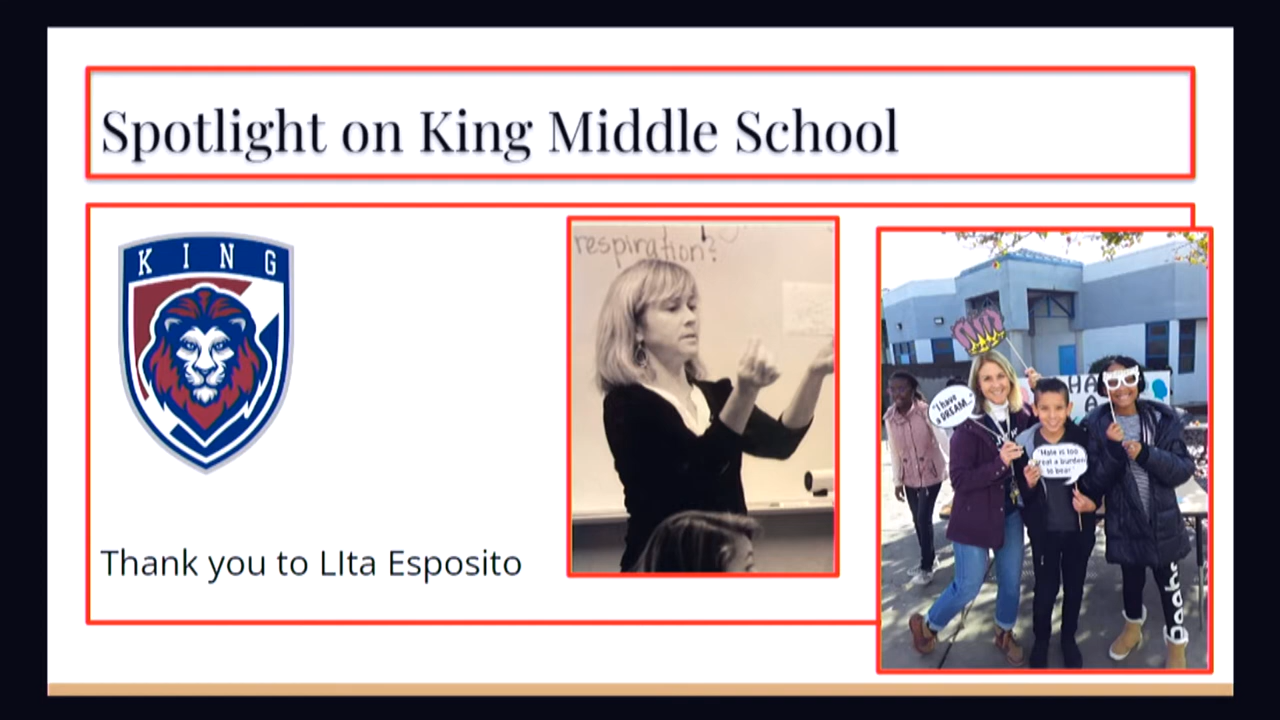 Spotlight on King Middle School
KING
respiration?
"I have
a DREAM..."
HA
A
"Hate is too
great a burden
to bear."
Thank you to LIta Esposito